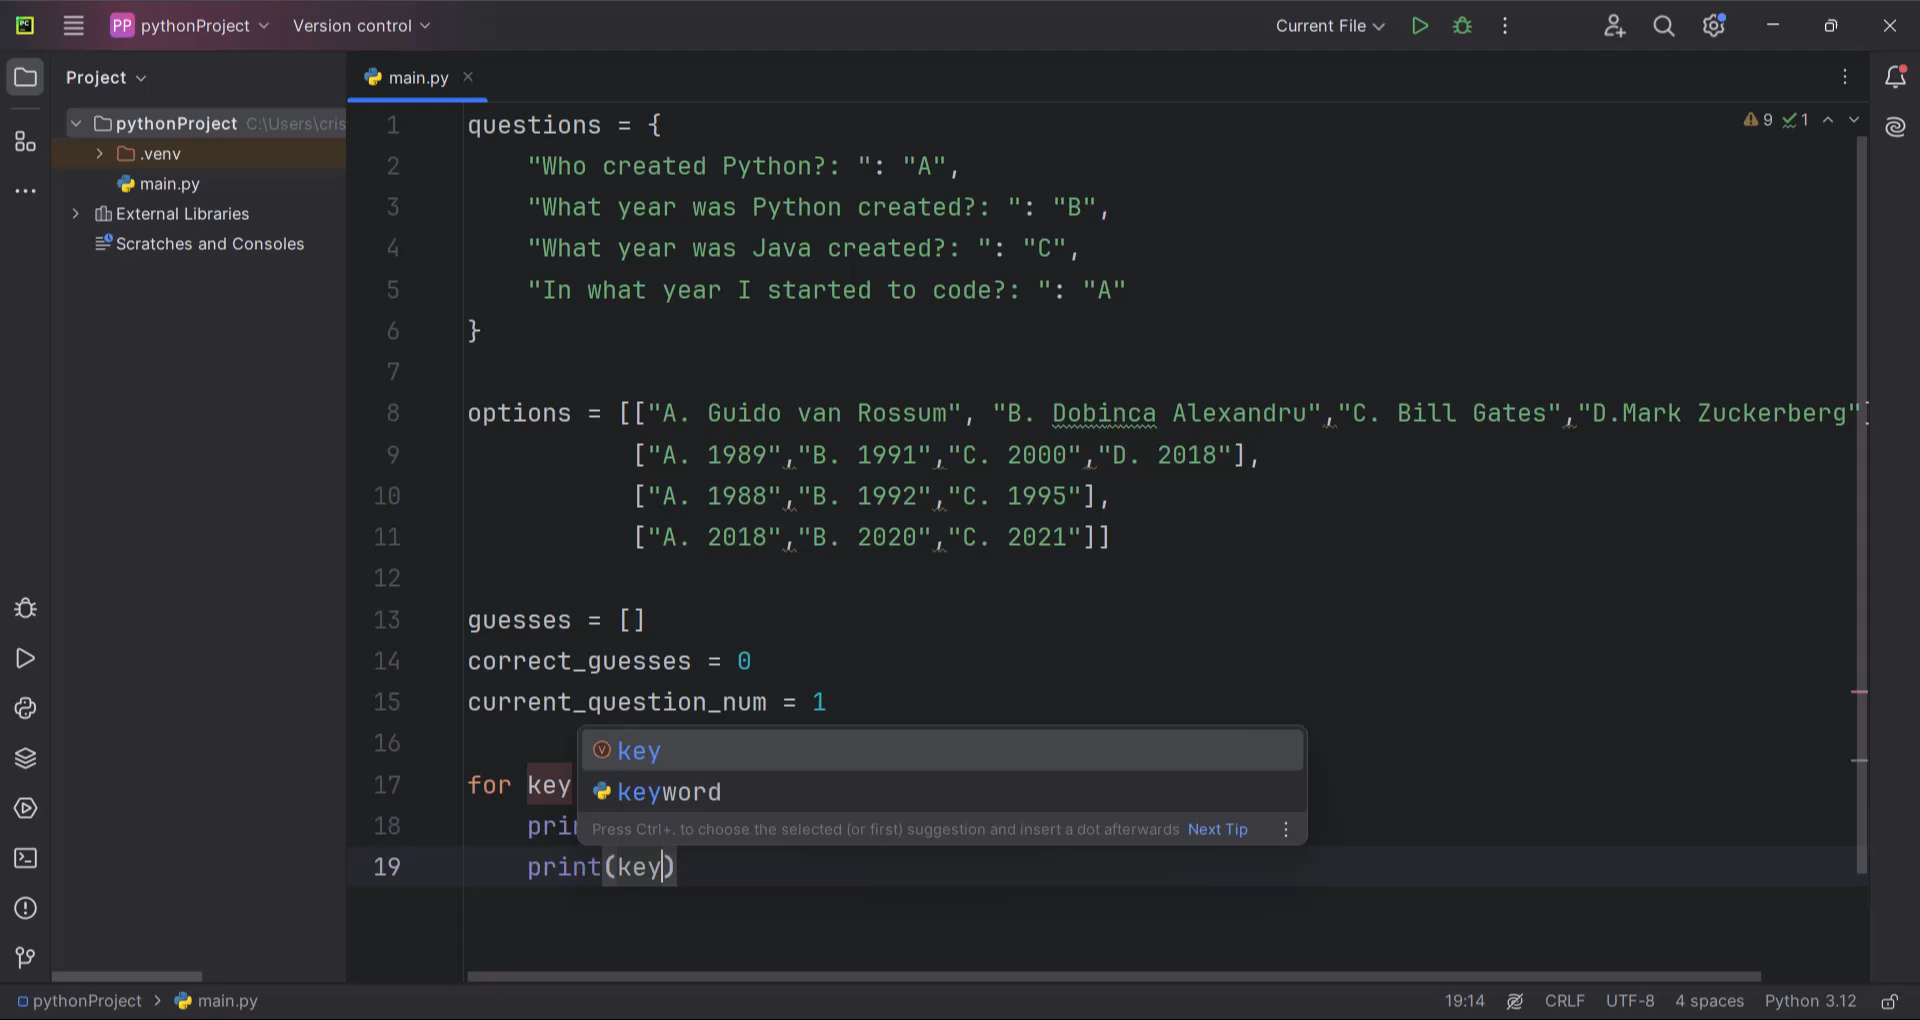 PC
PP pythonProject
Version control
Current File
Project
main.py
pythonProject C:\Users\cris
.venv
main.py
External Libraries
Scratches and Consoles
9
1
1 questions = {
2 "Who created Python?: ": "A",
3 "What year was Python created?: ": "B",
4 "What year was Java created?: ": "C",
5 "In what year I started to code?: ": "A"
6 }
7
8 options = [["A. Guido van Rossum", "B. Dobinca Alexandru","C. Bill Gates","D.Mark Zuckerberg"]
9 ["A. 1989","B. 1991","C. 2000","D. 2018"],
10 ["A. 1988","B. 1992","C. 1995"],
11 ["A. 2018","B. 2020","C. 2021"]]
12
13 guesses = []
14 correct_guesses = 0
15 current_question_num = 1
16
key
17 for key
keyword
18 prin
Press Ctrl+. to choose the selected (or first) suggestion and insert a dot afterwards Next Tip
19 print(key)
pythonProject > main.py
19:14
CRLF
UTF-8
4 spaces
Python 3.12